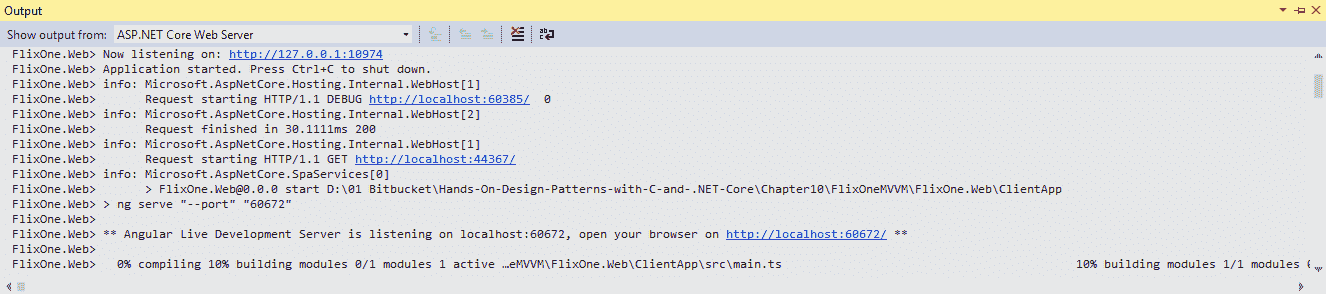 Output
Show output from: ASP.NET Core Web Server
FlixOne.Web> Now listening on: http://127.0.0.1:10974
FlixOne.Web> Application started. Press Ctrl+C to shut down.
FlixOne.Web> info: Microsoft.AspNetCore.Hosting.Internal.WebHost[1]
FlixOne.Web>       Request starting HTTP/1.1 DEBUG http://localhost:60385/  0
FlixOne.Web> info: Microsoft.AspNetCore.Hosting.Internal.WebHost[2]
FlixOne.Web>       Request finished in 30.1111ms 200
FlixOne.Web> info: Microsoft.AspNetCore.Hosting.Internal.WebHost[1]
FlixOne.Web>       Request starting HTTP/1.1 GET http://localhost:44367/
FlixOne.Web> info: Microsoft.AspNetCore.SpaServices[0]
FlixOne.Web>       > FlixOne.Web@0.0.0 start D:\01 Bitbucket\Hands-On-Design-Patterns-with-C-and-.NET-Core\Chapter10\FlixOneMVVM\FlixOne.Web\ClientApp
FlixOne.Web> > ng serve "--port" "60672"
FlixOne.Web>
FlixOne.Web> ** Angular Live Development Server is listening on localhost:60672, open your browser on http://localhost:60672/ **
FlixOne.Web>
FlixOne.Web>   0% compiling 10% building modules 0/1 modules 1 active …eMVVM\FlixOne.Web\ClientApp\src\main.ts 10% building modules 1/1 modules